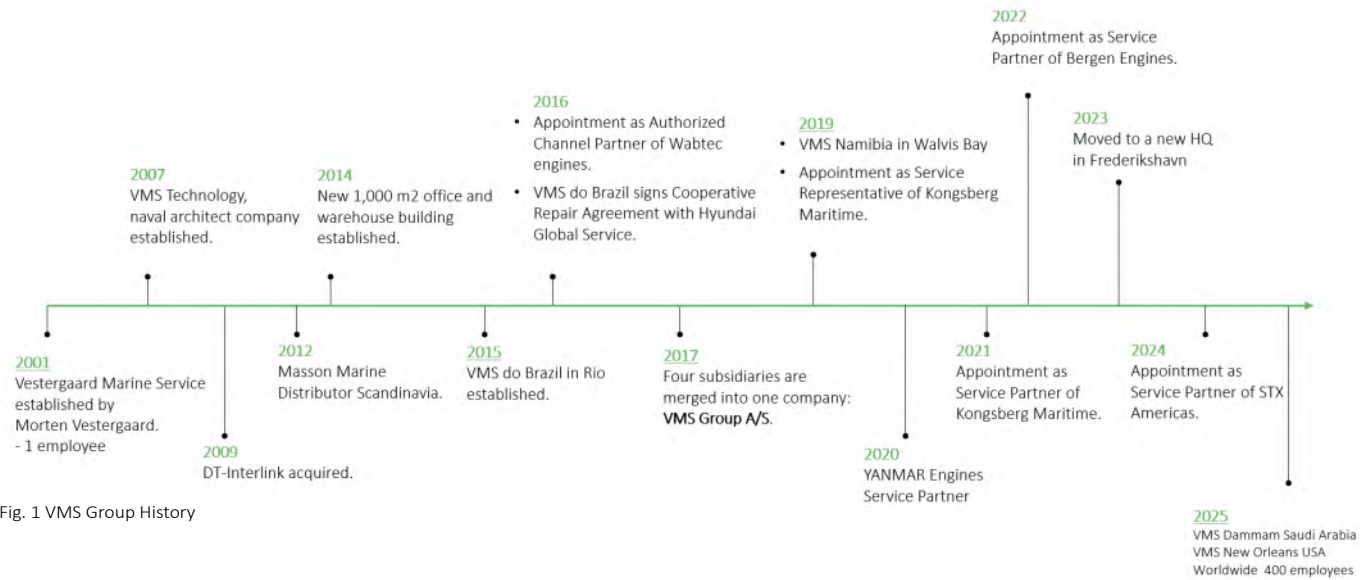 2022
Appointment as Service
Partner of Bergen Engines.
2016
• Appointment as Authorized
Channel Partner of Wabtec
engines.
• VMS do Brazil signs Cooperative
Repair Agreement with Hyundai
Global Service.
2019
• VMS Namibia in Walvis Bay
• Appointment as Service
Representative of Kongsberg
Maritime.
2023
Moved to a new HQ
in Frederikshavn
2007
VMS Technology,
naval architect company
established.
2014
New 1,000 m2 office and
warehouse building
established.
2001
Vestergaard Marine Service
established by
Morten Vestergaard.
- 1 employee
2009
DT-Interlink acquired.
2012
Masson Marine
Distributor Scandinavia.
2015
VMS do Brazil in Rio
established.
2017
Four subsidiaries are
merged into one company:
VMS Group A/S.
2020
YANMAR Engines
Service Partner
2021
Appointment as
Service Partner of
Kongsberg Maritime.
2024
Appointment as
Service Partner of STX
Americas.
2025
VMS Dammam Saudi Arabia
VMS New Orleans USA
Worldwide 400 employees
Fig. 1 VMS Group History